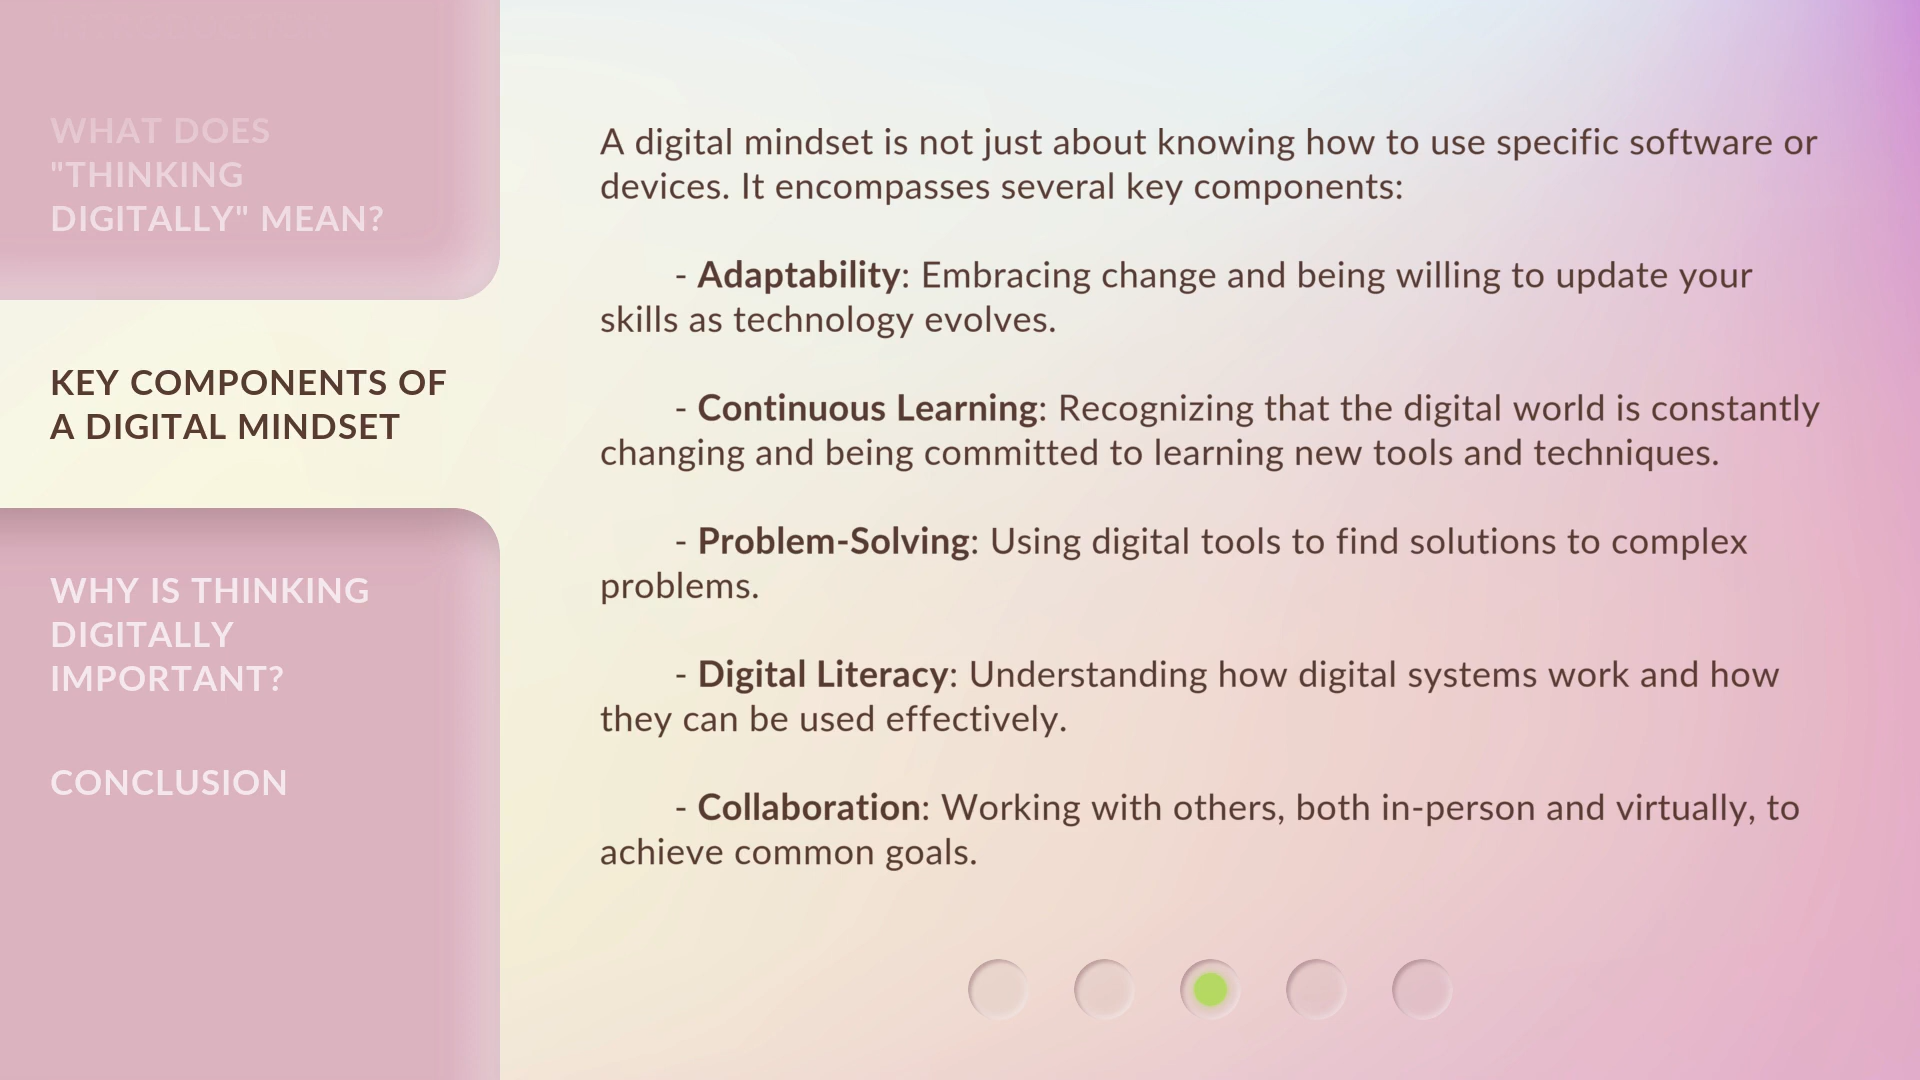 INTRODUCTION
WHAT DOES
"THINKING
DIGITALLY" MEAN?
KEY COMPONENTS OF
A DIGITAL MINDSET
WHY IS THINKING
DIGITALLY
IMPORTANT?
CONCLUSION
A digital mindset is not just about knowing how to use specific software or
devices. It encompasses several key components:
- Adaptability: Embracing change and being willing to update your
skills as technology evolves.
- Continuous Learning: Recognizing that the digital world is constantly
changing and being committed to learning new tools and techniques.
- Problem-Solving: Using digital tools to find solutions to complex
problems.
- Digital Literacy: Understanding how digital systems work and how
they can be used effectively.
- Collaboration: Working with others, both in-person and virtually, to
achieve common goals.